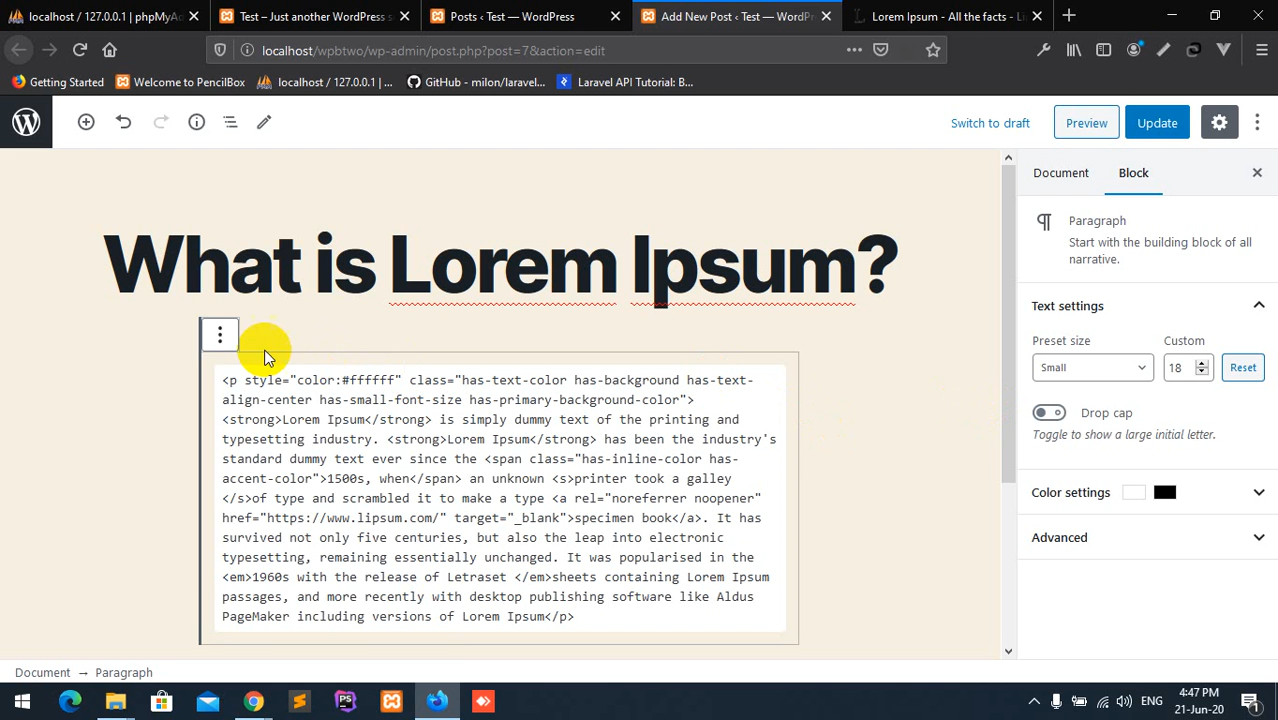 localhost / 127.0.0.1 | phpMyAd
Test – Just another WordPress s
Posts ‹ Test — WordPress
Add New Post ‹ Test — WordPr
Lorem Ipsum - All the facts - Li
localhost/wpbtwo/wp-admin/post.php?post=7&action=edit
Getting Started
Welcome to PencilBox
localhost / 127.0.0.1 | ...
GitHub - milon/laravel...
Laravel API Tutorial: B...
Switch to draft
Preview
Update
Document
Block
Paragraph
Start with the building block of all
narrative.
Text settings
Preset size
Custom
Small
18
Reset
Drop cap
Toggle to show a large initial letter.
Color settings
Advanced
What is Lorem Ipsum?
<p style="color:#ffffff" class="has-text-color has-background has-text-
align-center has-small-font-size has-primary-background-color">
<strong>Lorem Ipsum</strong> is simply dummy text of the printing and
typesetting industry. <strong>Lorem Ipsum</strong> has been the industry's
standard dummy text ever since the <span class="has-inline-color has-
accent-color">1500s, when</span> an unknown <s>printer took a galley
</s>of type and scrambled it to make a type <a rel="noreferrer noopener"
href="https://www.lipsum.com/" target="_blank">specimen book</a>. It has
survived not only five centuries, but also the leap into electronic
typesetting, remaining essentially unchanged. It was popularised in the
<em>1960s with the release of Letraset </em>sheets containing Lorem Ipsum
passages, and more recently with desktop publishing software like Aldus
PageMaker including versions of Lorem Ipsum</p>
Document → Paragraph
ENG
4:47 PM
21-Jun-20